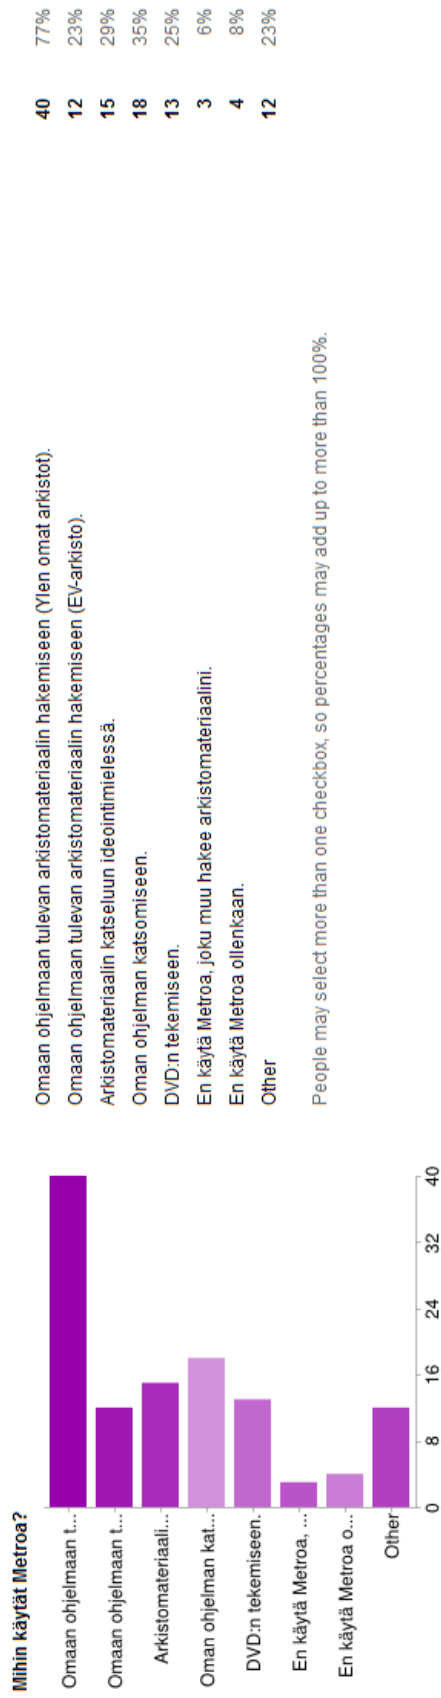 Mihin käytät Metroa?
Omaan ohjelmaan t...
Omaan ohjelmaan t...
Arkistomateriaali...
Oman ohjelman kat...
DVD:n tekemiseen.
En käytä Metroa, ...
En käytä Metroa o...
Other
0 8 16 24 32 40
Omaan ohjelmaan tulevan arkistomateriaalin hakemiseen (Ylen omat arkistot). 40 77%
Omaan ohjelmaan tulevan arkistomateriaalin hakemiseen (EV-arkisto). 12 23%
Arkistomateriaalin katseluun ideointimielessä. 15 29%
Oman ohjelman katsomiseen. 18 35%
DVD:n tekemiseen. 13 25%
En käytä Metroa, joku muu hakee arkistomateriaalini. 3 6%
En käytä Metroa ollenkaan. 4 8%
Other 12 23%
People may select more than one checkbox, so percentages may add up to more than 100%.